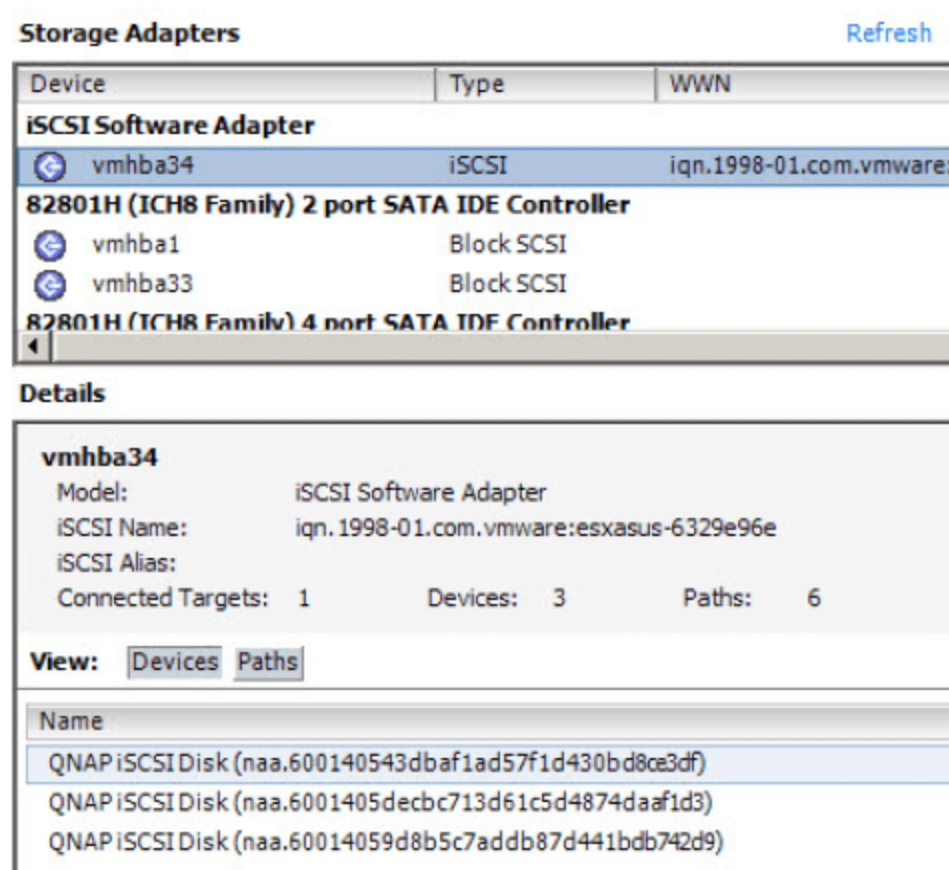 Storage Adapters Refresh
Device Type WWN
iSCSI Software Adapter
vmhba34 iSCSI iqn.1998-01.com.vmware:
82801H (ICH8 Family) 2 port SATA IDE Controller
vmhba1 Block SCSI
vmhba33 Block SCSI
82801H (ICH8 Family) 4 port SATA IDE Controller
Details
vmhba34
Model: iSCSI Software Adapter
iSCSI Name: iqn.1998-01.com.vmware:esxasus-6329e96e
iSCSI Alias:
Connected Targets: 1 Devices: 3 Paths: 6
View: Devices Paths
Name
QNAP iSCSI Disk (naa.600140543dbaf1ad57f1d430bd8ce3df)
QNAP iSCSI Disk (naa.6001405decbc713d61c5d4874daaf1d3)
QNAP iSCSI Disk (naa.60014059d8b5c7addb87d441bdb742d9)